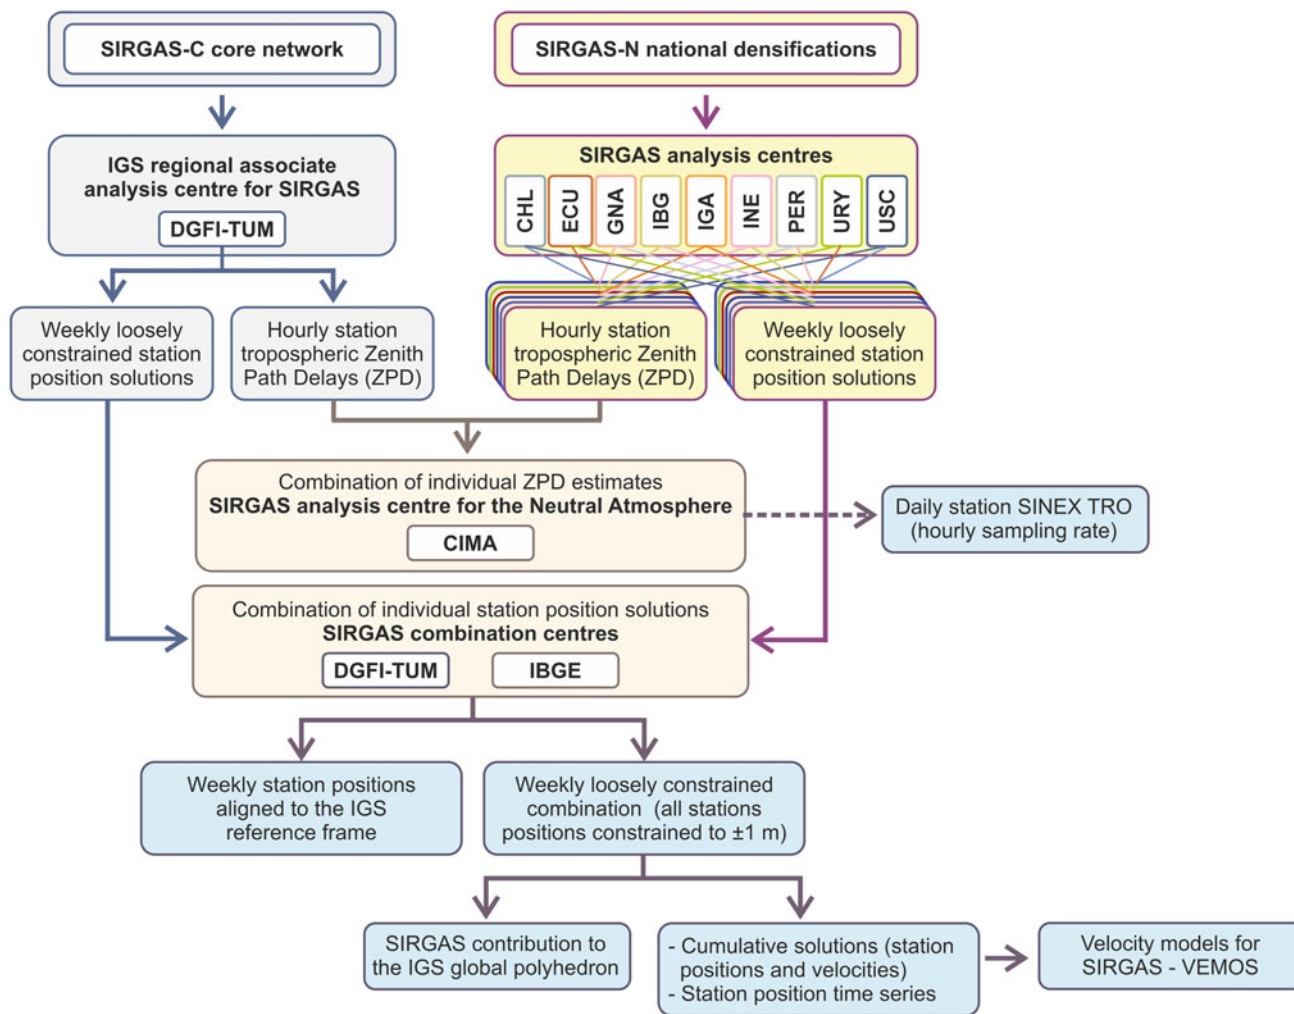 SIRGAS-C core network
SIRGAS-N national densifications
IGS regional associate
analysis centre for SIRGAS
DGFI-TUM
SIRGAS analysis centres
CHL
ECU
GNA
IBG
IGA
INE
PER
URY
USC
Weekly loosely
constrained station
position solutions
Hourly station
tropospheric Zenith
Path Delays (ZPD)
Hourly station
tropospheric Zenith
Path Delays (ZPD)
Weekly loosely
constrained station
position solutions
Combination of individual ZPD estimates
SIRGAS analysis centre for the Neutral Atmosphere
CIMA
Daily station SINEX TRO
(hourly sampling rate)
Combination of individual station position solutions
SIRGAS combination centres
DGFI-TUM
IBGE
Weekly station positions
aligned to the IGS
reference frame
Weekly loosely constrained
combination (all stations
positions constrained to ±1 m)
SIRGAS contribution to
the IGS global polyhedron
- Cumulative solutions (station
positions and velocities)
- Station position time series
Velocity models for
SIRGAS - VEMOS